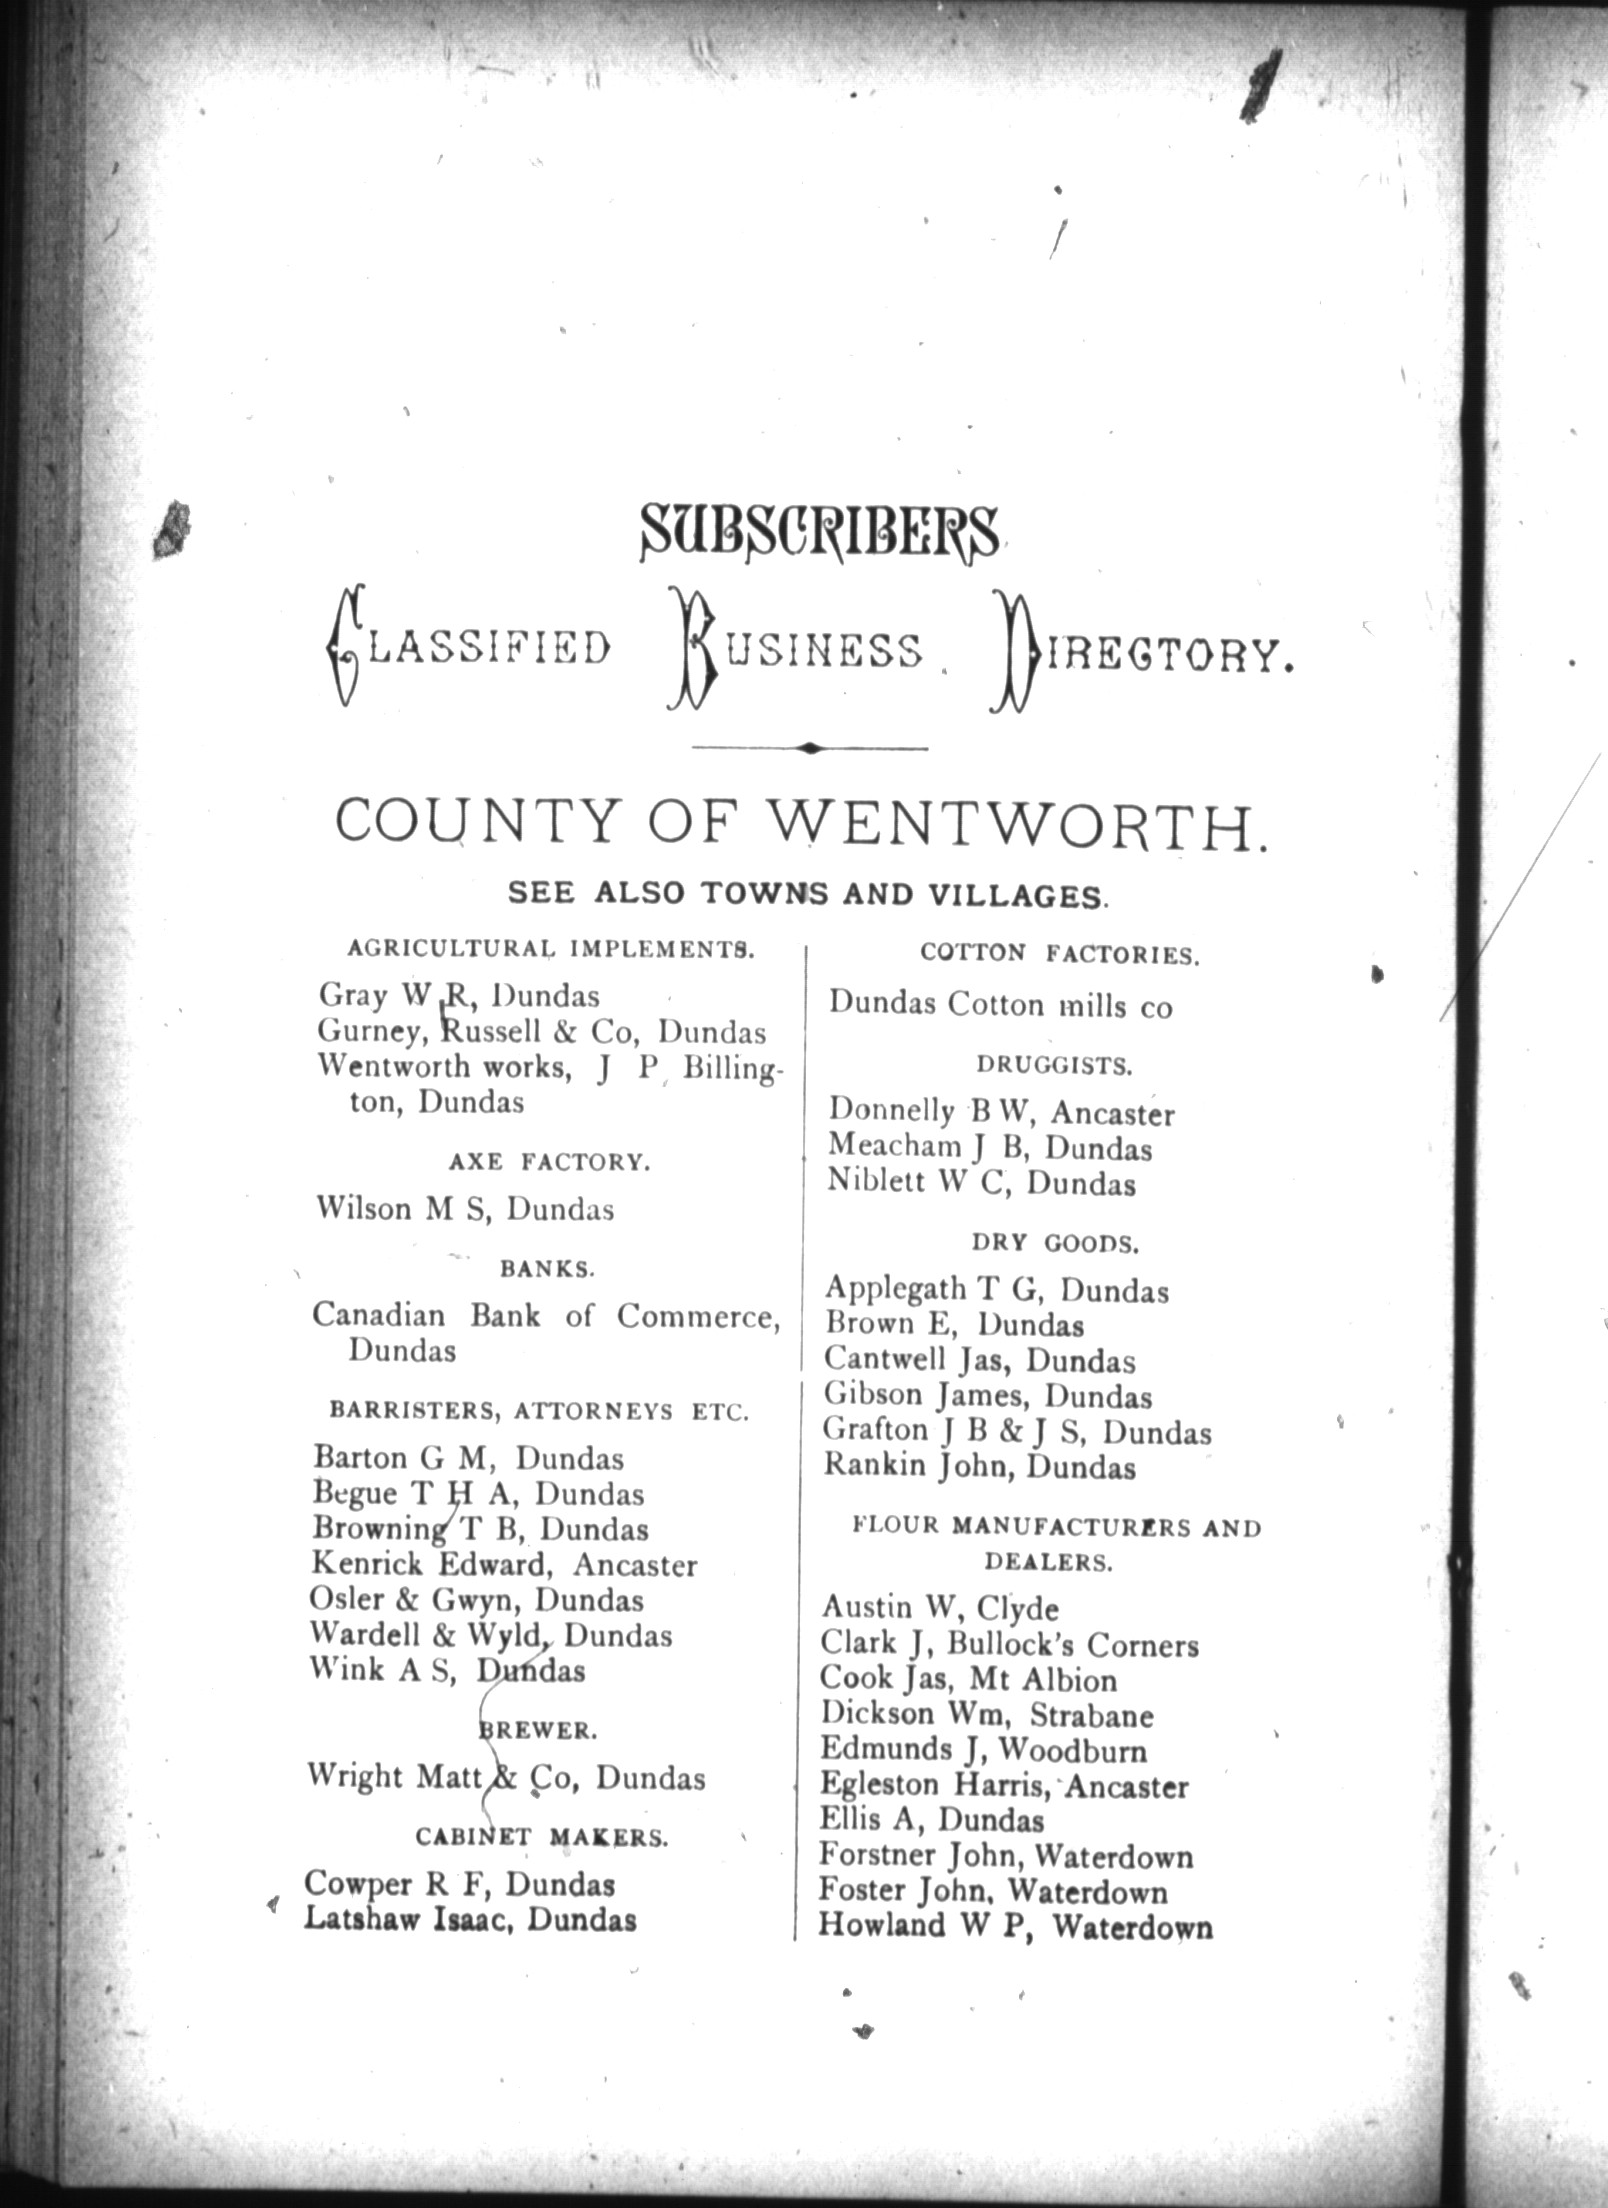 SUBSCRIBERS
CLASSIFIED BUSINESS DIRECTORY.
COUNTY OF WENTWORTH.
SEE ALSO TOWNS AND VILLAGES.
AGRICULTURAL IMPLEMENTS.
Gray W R, Dundas
Gurney, Russell & Co, Dundas
Wentworth works, J P Billing-
ton, Dundas
AXE FACTORY.
Wilson M S, Dundas
BANKS.
Canadian Bank of Commerce,
Dundas
BARRISTERS, ATTORNEYS ETC.
Barton G M, Dundas
Begue T H A, Dundas
Browning T B, Dundas
Kenrick Edward, Ancaster
Osler & Gwyn, Dundas
Wardell & Wyld, Dundas
Wink A S, Dundas
BREWER.
Wright Matt & Co, Dundas
CABINET MAKERS.
Cowper R F, Dundas
Latshaw Isaac, Dundas
COTTON FACTORIES.
Dundas Cotton mills co
DRUGGISTS.
Donnelly B W, Ancaster
Meacham J B, Dundas
Niblett W C, Dundas
DRY GOODS.
Applegath T G, Dundas
Brown E, Dundas
Cantwell Jas, Dundas
Gibson James, Dundas
Grafton J B & J S, Dundas
Rankin John, Dundas
FLOUR MANUFACTURERS AND
DEALERS.
Austin W, Clyde
Clark J, Bullock's Corners
Cook Jas, Mt Albion
Dickson Wm, Strabane
Edmunds J, Woodburn
Egleston Harris, Ancaster
Ellis A, Dundas
Forstner John, Waterdown
Foster John, Waterdown
Howland W P, Waterdown